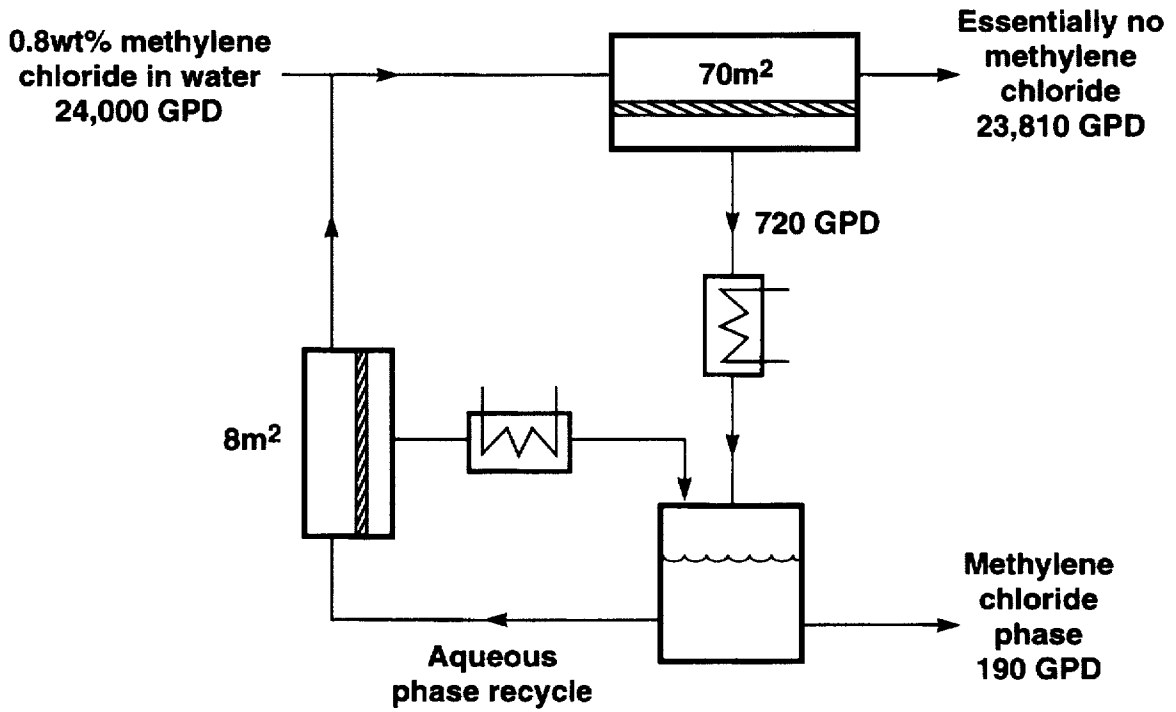 0.8wt% methylene
chloride in water
24,000 GPD
70m²
Essentially no
methylene
chloride
23,810 GPD
720 GPD
8m²
Aqueous
phase recycle
Methylene
chloride
phase
190 GPD